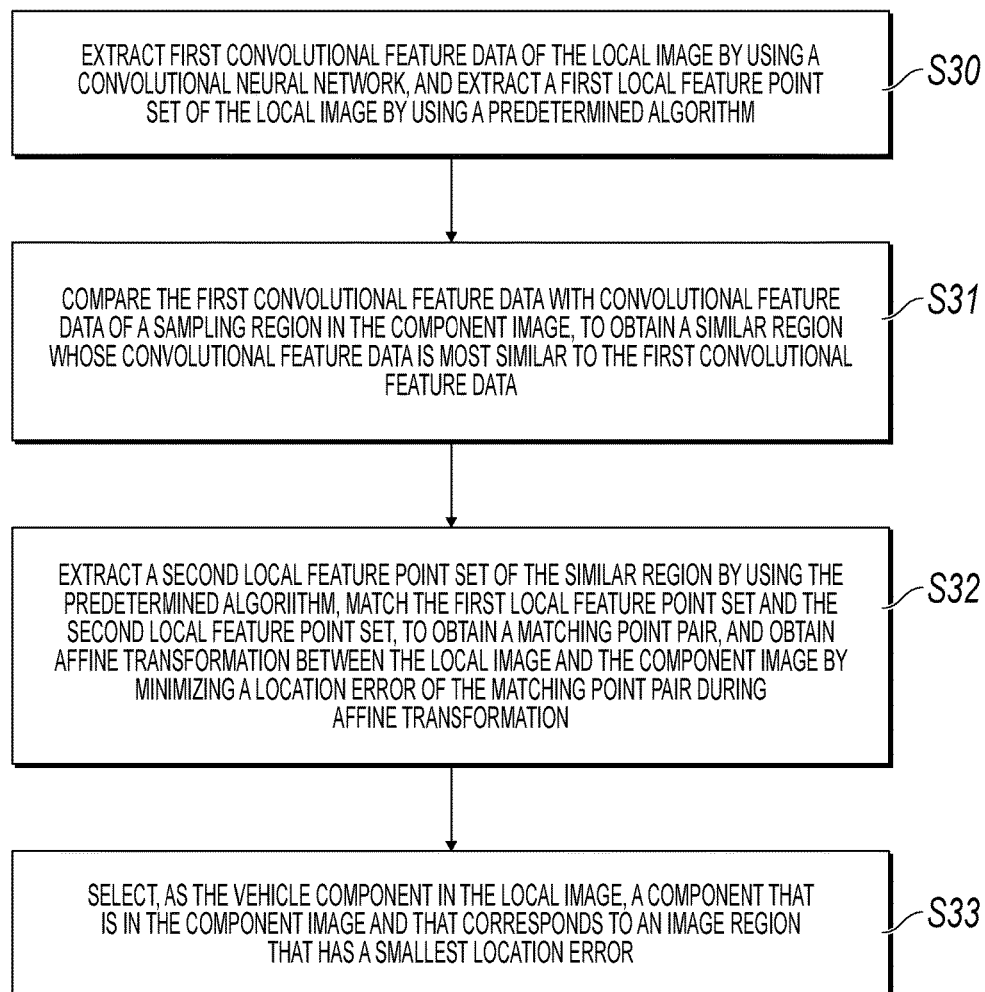 EXTRACT FIRST CONVOLUTIONAL FEATURE DATA OF THE LOCAL IMAGE BY USING A
CONVOLUTIONAL NEURAL NETWORK, AND EXTRACT A FIRST LOCAL FEATURE POINT
SET OF THE LOCAL IMAGE BY USING A PREDETERMINED ALGORITHM
S30
COMPARE THE FIRST CONVOLUTIONAL FEATURE DATA WITH CONVOLUTIONAL FEATURE
DATA OF A SAMPLING REGION IN THE COMPONENT IMAGE, TO OBTAIN A SIMILAR REGION
WHOSE CONVOLUTIONAL FEATURE DATA IS MOST SIMILAR TO THE FIRST CONVOLUTIONAL
FEATURE DATA
S31
EXTRACT A SECOND LOCAL FEATURE POINT SET OF THE SIMILAR REGION BY USING THE
PREDETERMINED ALGORIITHM, MATCH THE FIRST LOCAL FEATURE POINT SET AND THE
SECOND LOCAL FEATURE POINT SET, TO OBTAIN A MATCHING POINT PAIR, AND OBTAIN
AFFINE TRANSFORMATION BETWEEN THE LOCAL IMAGE AND THE COMPONENT IMAGE BY
MINIMIZING A LOCATION ERROR OF THE MATCHING POINT PAIR DURING
AFFINE TRANSFORMATION
S32
SELECT, AS THE VEHICLE COMPONENT IN THE LOCAL IMAGE, A COMPONENT THAT
IS IN THE COMPONENT IMAGE AND THAT CORRESPONDS TO AN IMAGE REGION
THAT HAS A SMALLEST LOCATION ERROR
S33